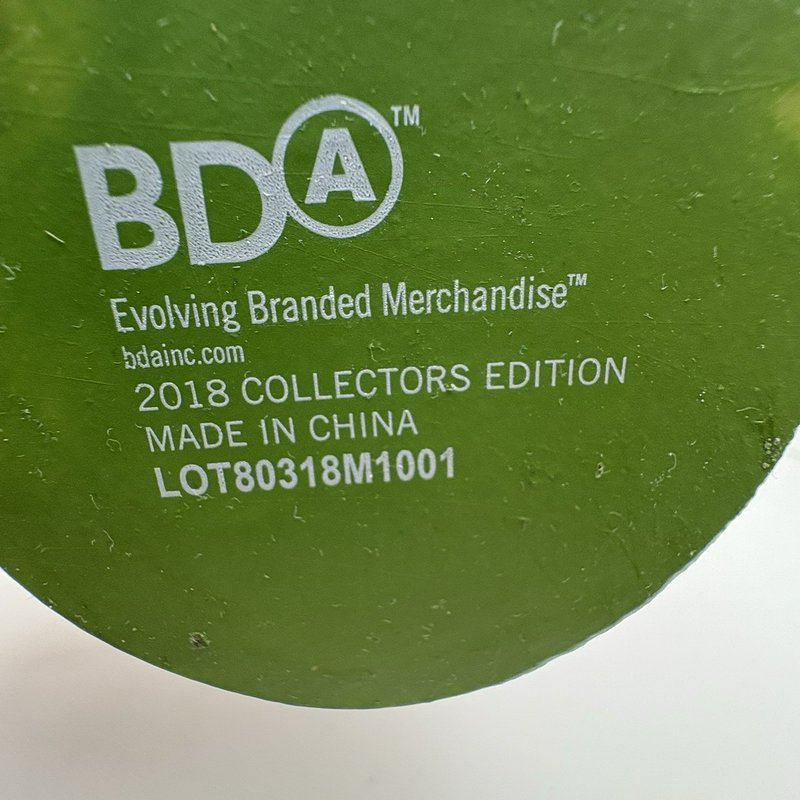 BDA™
Evolving Branded Merchandise™
bdainc.com
2018 COLLECTORS EDITION
MADE IN CHINA
LOT80318M1001